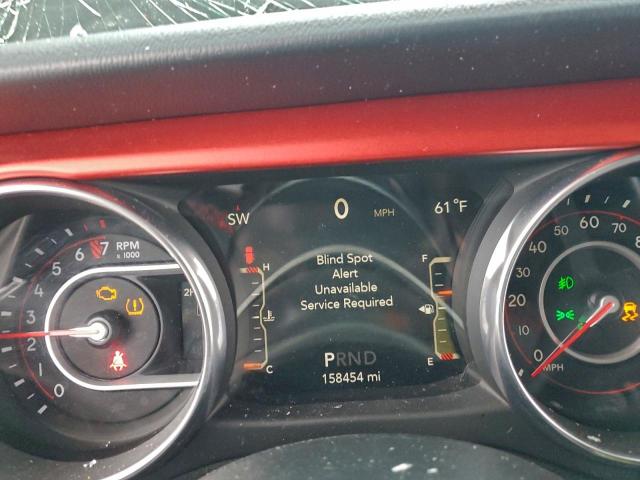 SW 0 MPH 61°F
Blind Spot
Alert
Unavailable
Service Required
H
C
F
E
PRND
158454 mi
7 RPM
x 1000
6
5
4
3
2
1
0
2H
60
50
70
40
80
30
20
10
0
MPH